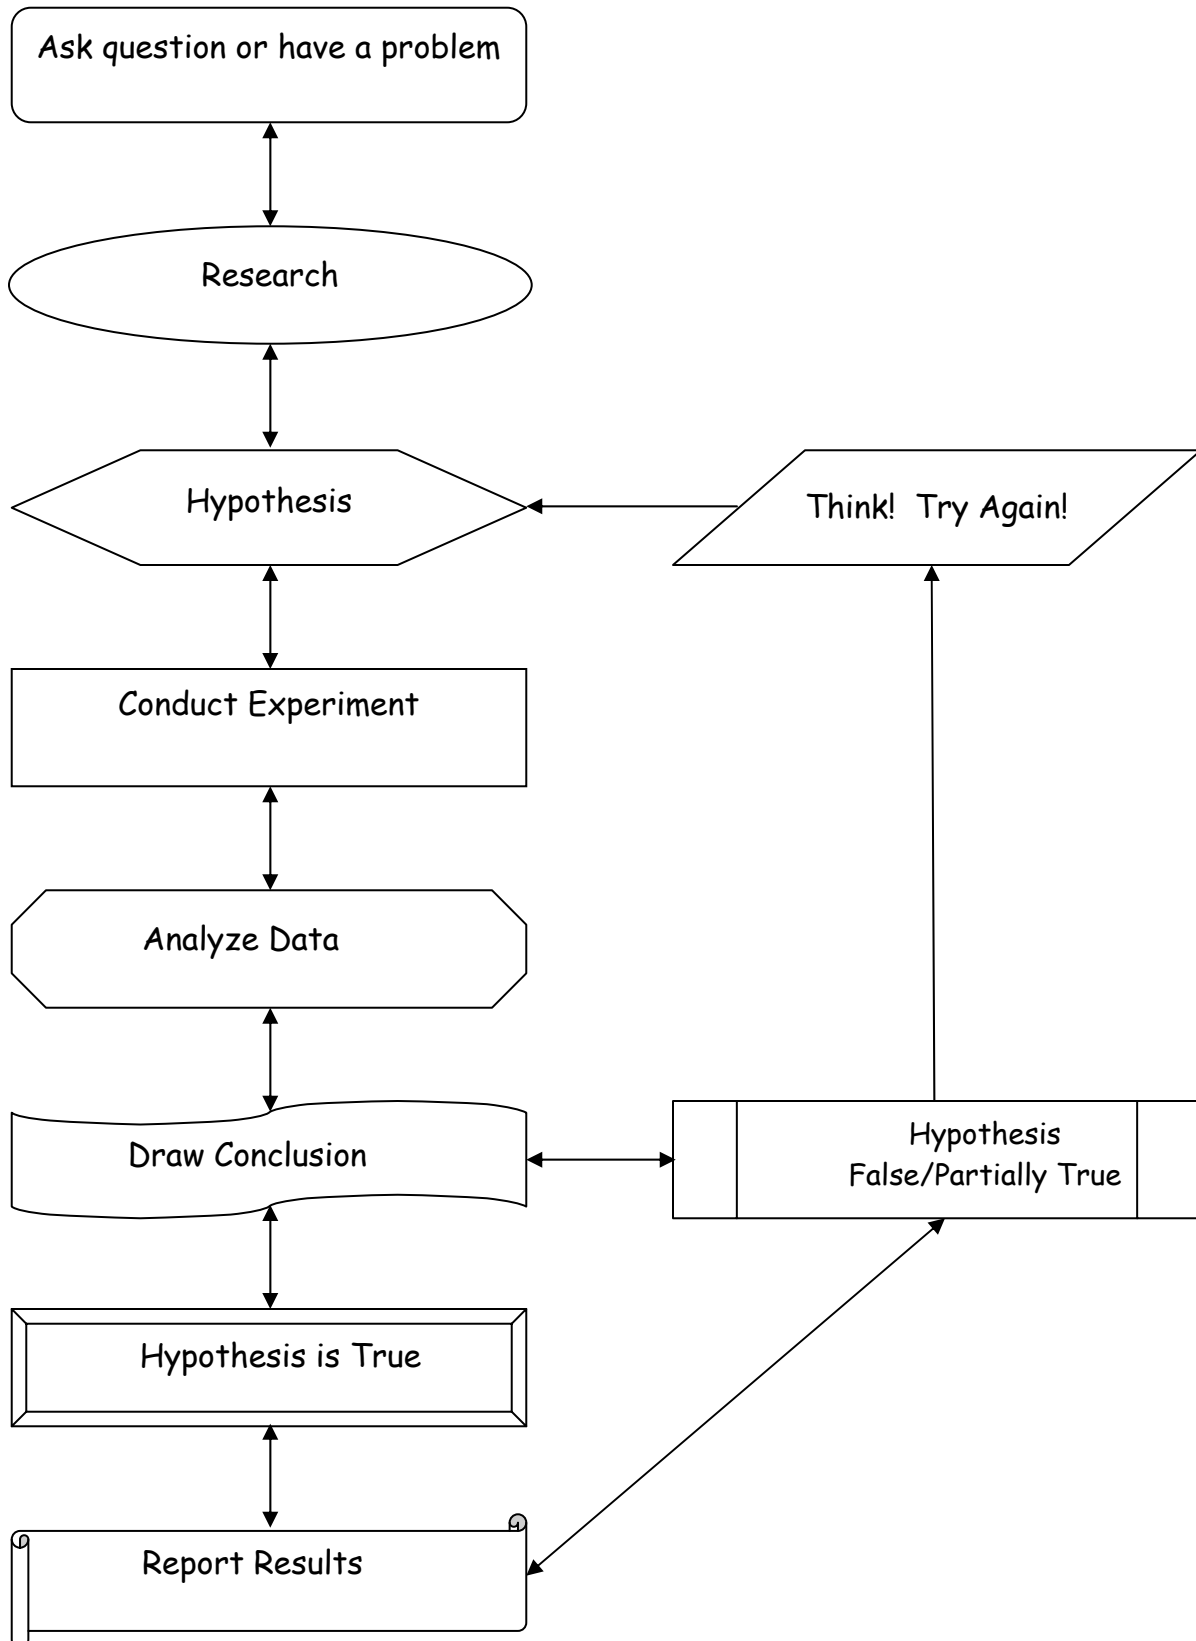 Ask question or have a problem
Research
Hypothesis
Think!  Try Again!
Conduct Experiment
Analyze Data
Draw Conclusion
Hypothesis
False/Partially True
Hypothesis is True
Report Results